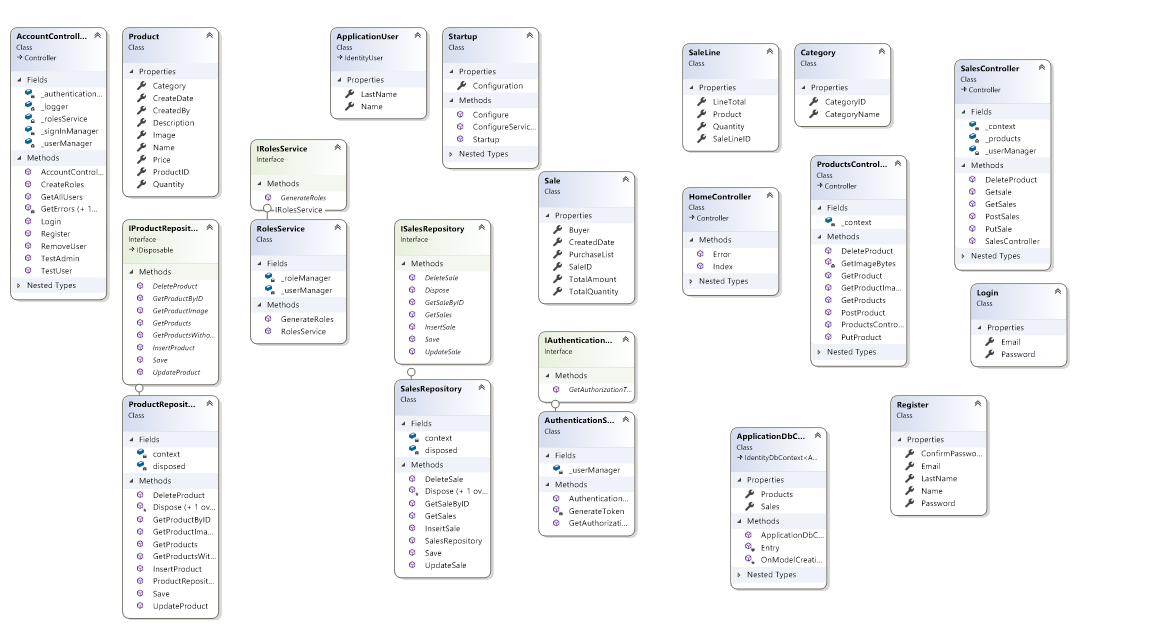 AccountControll...
Class
Controller
Fields
_authentication...
_logger
_rolesService
_signInManager
_userManager
Methods
AccountControl...
CreateRoles
GetAllUsers
GetErrors (+ 1...
Login
Register
RemoveUser
TestAdmin
TestUser
Nested Types
Product
Class
Properties
Category
CreateDate
CreatedBy
Description
Image
Name
Price
ProductID
Quantity
IProductReposit...
Interface
IDisposable
Methods
DeleteProduct
GetProductByID
GetProductImage
GetProducts
GetProductsWitho...
InsertProduct
Save
UpdateProduct
ProductReposit...
Class
Fields
context
disposed
Methods
DeleteProduct
Dispose (+ 1 ov...
GetProductByID
GetProductIma...
GetProducts
GetProductsWit...
InsertProduct
ProductReposit...
Save
UpdateProduct
IRolesService
Interface
Methods
GenerateRoles
IRolesService
RolesService
Class
Fields
_roleManager
_userManager
Methods
GenerateRoles
RolesService
ApplicationUser
Class
IdentityUser
Properties
LastName
Name
Startup
Class
Properties
Configuration
Methods
Configure
ConfigureServic...
Startup
Nested Types
ISalesRepository
Interface
Methods
DeleteSale
Dispose
GetSaleByID
GetSales
InsertSale
Save
UpdateSale
SalesRepository
Class
Fields
context
disposed
Methods
DeleteSale
Dispose (+ 1 ov...
GetSaleByID
GetSales
InsertSale
SalesRepository
Save
UpdateSale
Sale
Class
Properties
Buyer
CreatedDate
PurchaseList
SaleID
TotalAmount
TotalQuantity
IAuthentication...
Interface
Methods
GetAuthorizationT...
AuthenticationS...
Class
Fields
_userManager
Methods
Authentication...
GenerateToken
GetAuthorizati...
SaleLine
Class
Properties
LineTotal
Product
Quantity
SaleLineID
Category
Class
Properties
CategoryID
CategoryName
HomeController
Class
Controller
Methods
Error
Index
Nested Types
ProductsControl...
Class
Controller
Fields
_context
Methods
DeleteProduct
GetImageBytes
GetProduct
GetProductIma...
GetProducts
PostProduct
ProductsContro...
PutProduct
Nested Types
SalesController
Class
Controller
Fields
_context
_products
_userManager
Methods
DeleteProduct
Getsale
GetSales
PostSales
PutSale
SalesController
Nested Types
Login
Class
Properties
Email
Password
Register
Class
Properties
ConfirmPasswo...
Email
LastName
Name
Password
ApplicationDbC...
Class
IdentityDbContext<A...
Properties
Products
Sales
Methods
ApplicationDbC...
Entry
OnModelCreati...
Nested Types